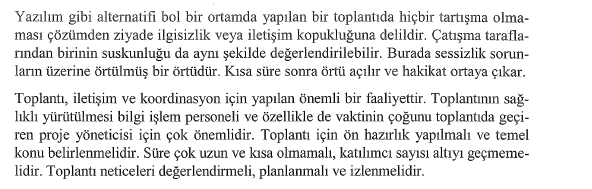 Yazılım gibi alternatifi bol bir ortamda yapılan bir toplantıda hiçbir tartışma olma-
ması çözümden ziyade ilgisizlik veya iletişim kopukluğuna delildir. Çatışma tarafla-
rından birinin suskunluğu da aynı şekilde değerlendirilebilir. Burada sessizlik sorun-
ların üzerine örtülmüş bir örtüdür. Kısa süre sonra örtü açılır ve hakikat ortaya çıkar.
Toplantı, iletişim ve koordinasyon için yapılan önemli bir faaliyettir. Toplantının sağ-
lıklı yürütülmesi bilgi işlem personeli ve özellikle de vaktinin çoğunu toplantıda geçi-
ren proje yöneticisi için çok önemlidir. Toplantı için ön hazırlık yapılmalı ve temel
konu belirlenmelidir. Süre çok uzun ve kısa olmamalı, katılımcı sayısı altıyı geçmeme-
lidir. Toplantı neticeleri değerlendirmeli, planlanmalı ve izlenmelidir.